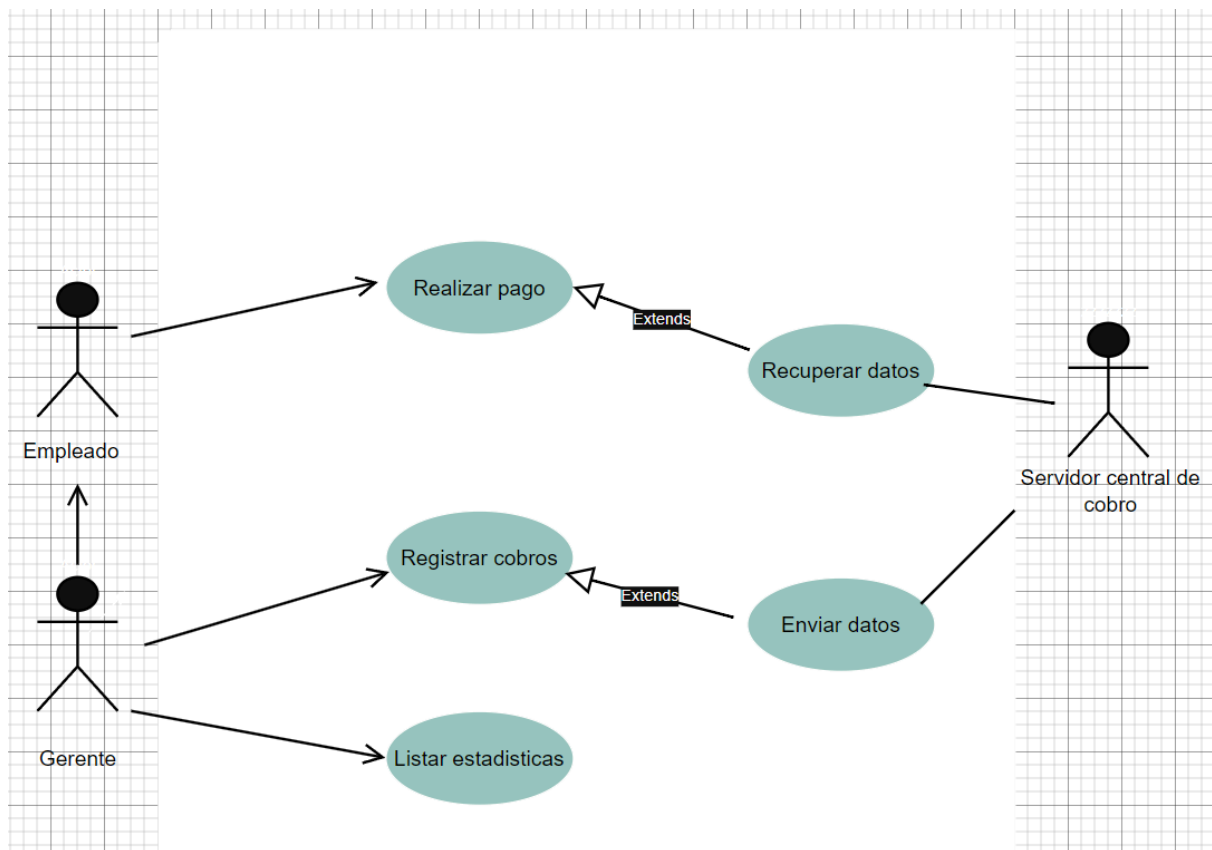 Realizar pago
Extends
Recuperar datos
Empleado
Servidor central de
cobro
Registrar cobros
Extends
Enviar datos
Gerente
Listar estadisticas